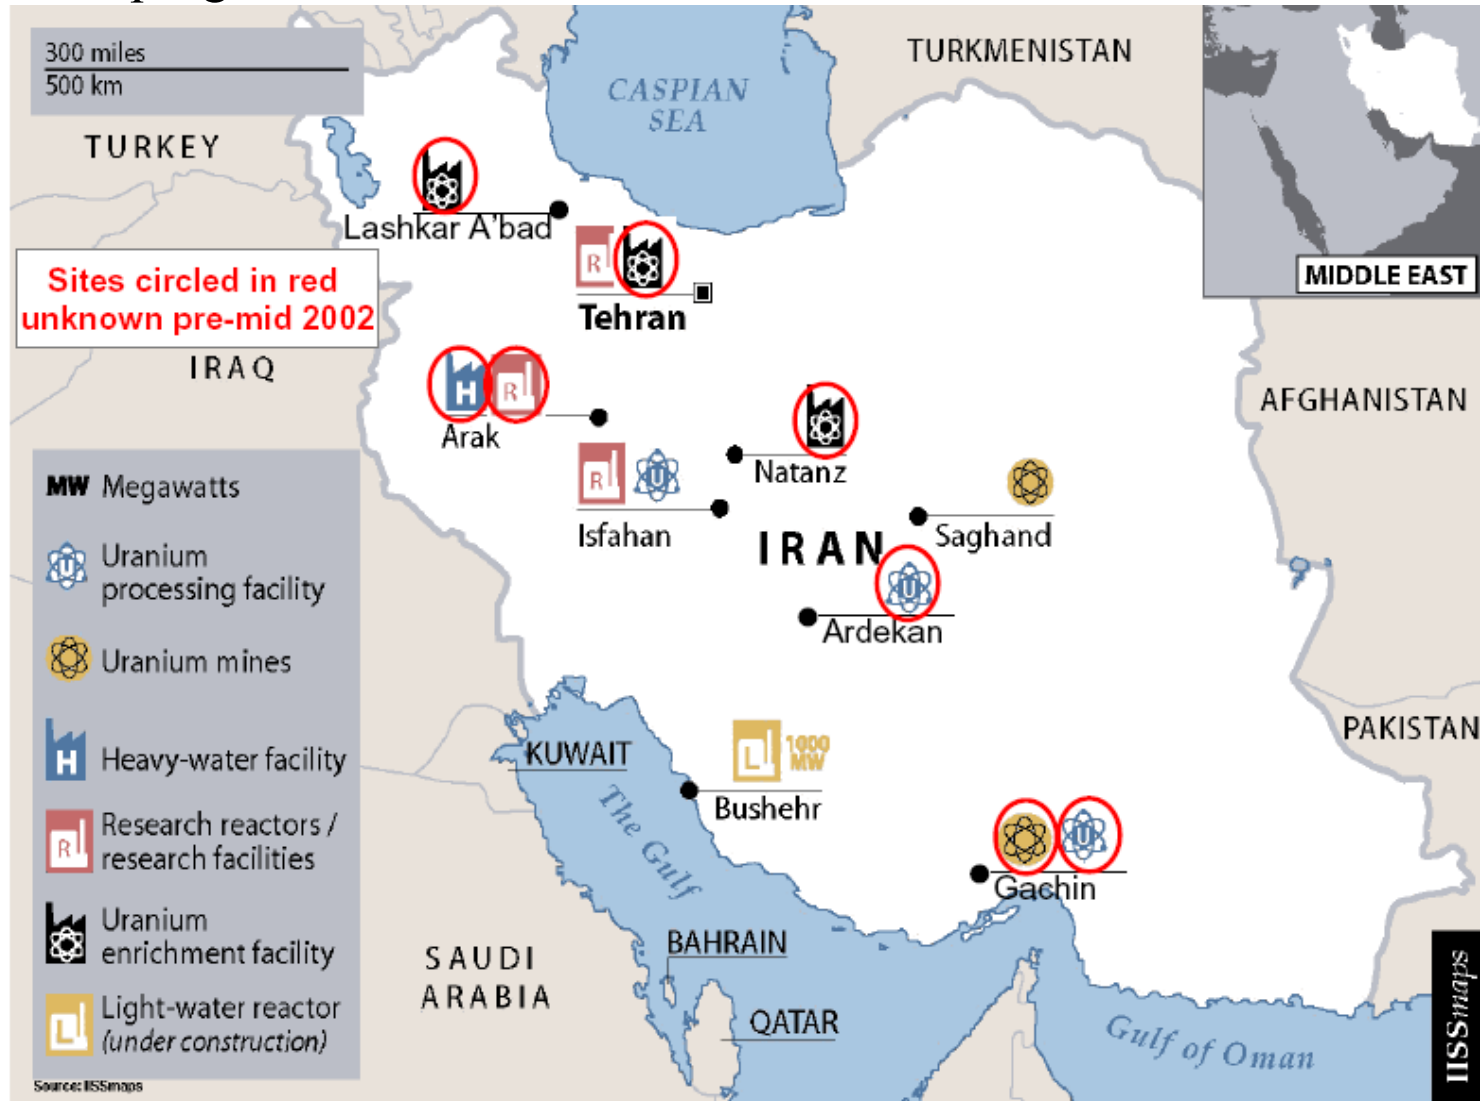 300 miles
500 km
TURKEY
CASPIAN
SEA
TURKMENISTAN
MIDDLE EAST
Lashkar A'bad
Sites circled in red
unknown pre-mid 2002
R
Tehran
IRAQ
AFGHANISTAN
H R
Arak
Natanz
R U
Isfahan
IRAN
Saghand
U
Ardekan
MW Megawatts
U Uranium
processing facility
Uranium mines
H Heavy-water facility
R Research reactors /
research facilities
Uranium
enrichment facility
L Light-water reactor
(under construction)
Source: IISSmaps
PAKISTAN
KUWAIT
L 1000
MW
Bushehr
The Gulf
U
Gachin
BAHRAIN
SAUDI
ARABIA
QATAR
Gulf of Oman
IISSmaps